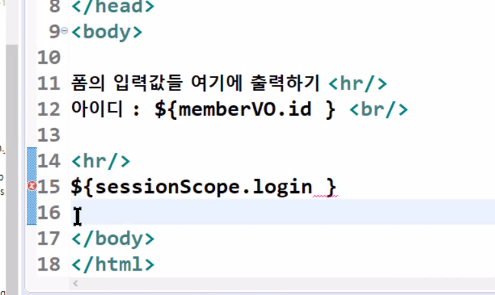 8 </head>
9 <body>
10
11 폼의 입력값들 여기에 출력하기 <hr/>
12 아이디 : ${memberVO.id } <br/>
13
14 <hr/>
15 ${sessionScope.login }
16
17 </body>
18 </html>